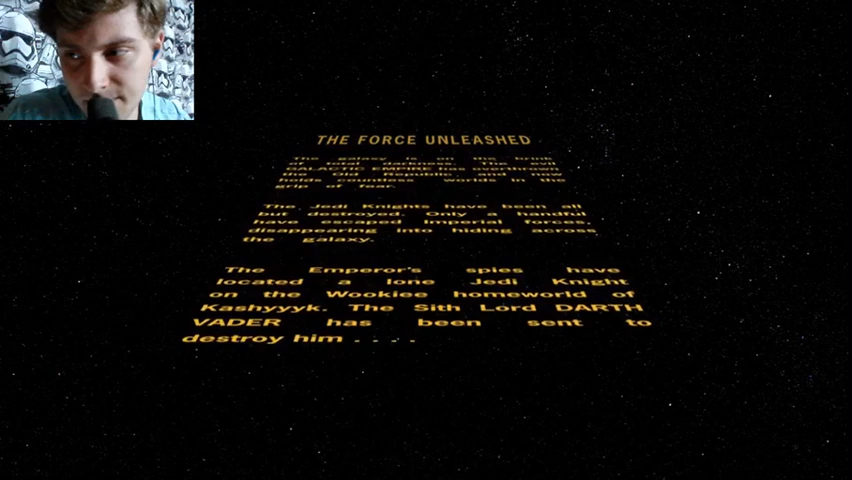 THE FORCE UNLEASHED
The galaxy is on the brink
of total darkness. The evil
GALACTIC EMPIRE has overthrown
the Old Republic and now
holds countless worlds in the
grip of fear.
The Jedi Knights have been all
but destroyed. Only a handful
have escaped Imperial forces,
disappearing into hiding across
the galaxy.
The Emperor's spies have
located a lone Jedi Knight
on the Wookiee homeworld of
Kashyyyk. The Sith Lord DARTH
VADER has been sent to
destroy him . . . .